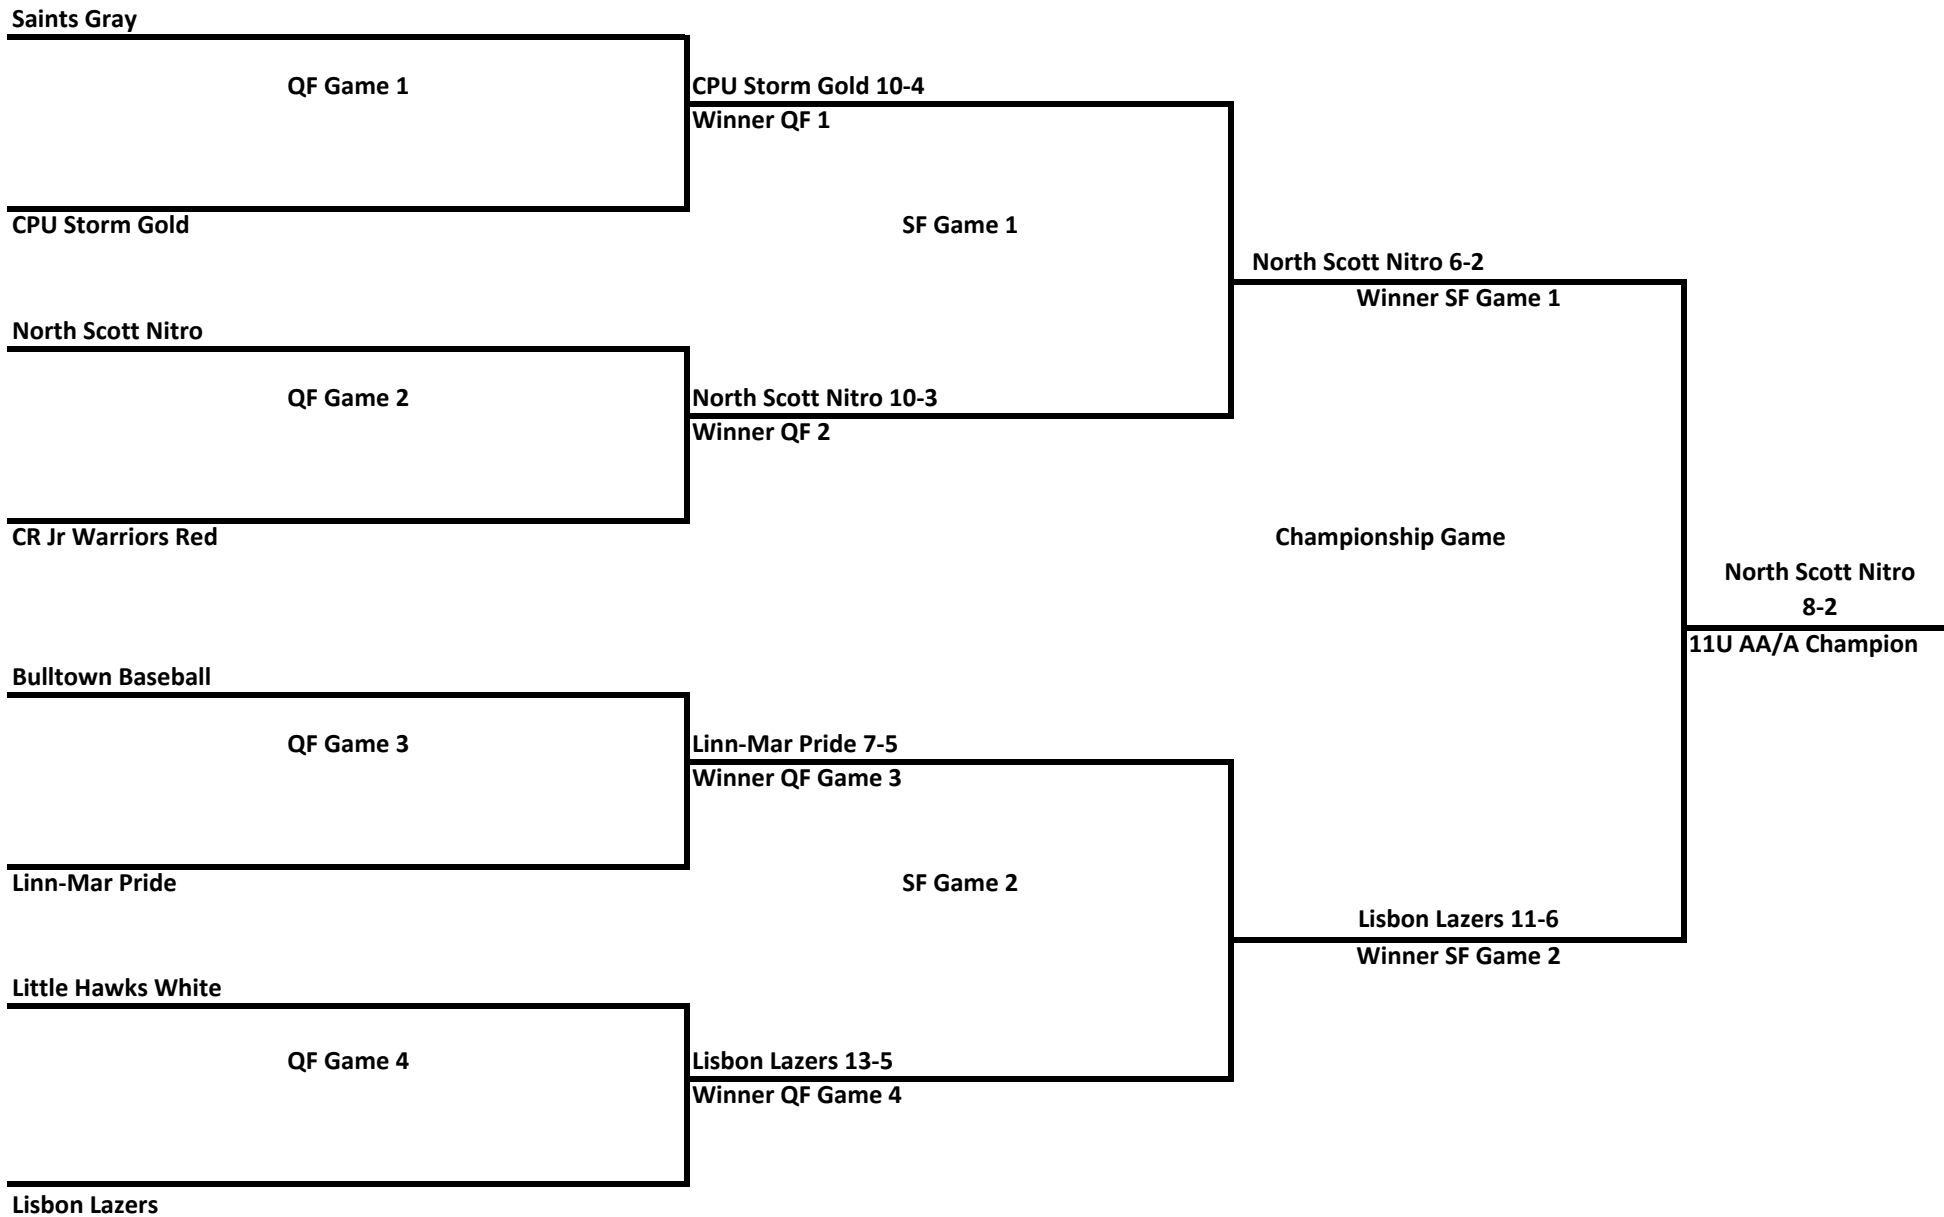 Saints Gray
QF Game 1
CPU Storm Gold 10-4
Winner QF 1
CPU Storm Gold
SF Game 1
North Scott Nitro 6-2
Winner SF Game 1
North Scott Nitro
QF Game 2
North Scott Nitro 10-3
Winner QF 2
CR Jr Warriors Red
Championship Game
North Scott Nitro
8-2
11U AA/A Champion
Bulltown Baseball
QF Game 3
Linn-Mar Pride 7-5
Winner QF Game 3
Linn-Mar Pride
SF Game 2
Lisbon Lazers 11-6
Winner SF Game 2
Little Hawks White
QF Game 4
Lisbon Lazers 13-5
Winner QF Game 4
Lisbon Lazers